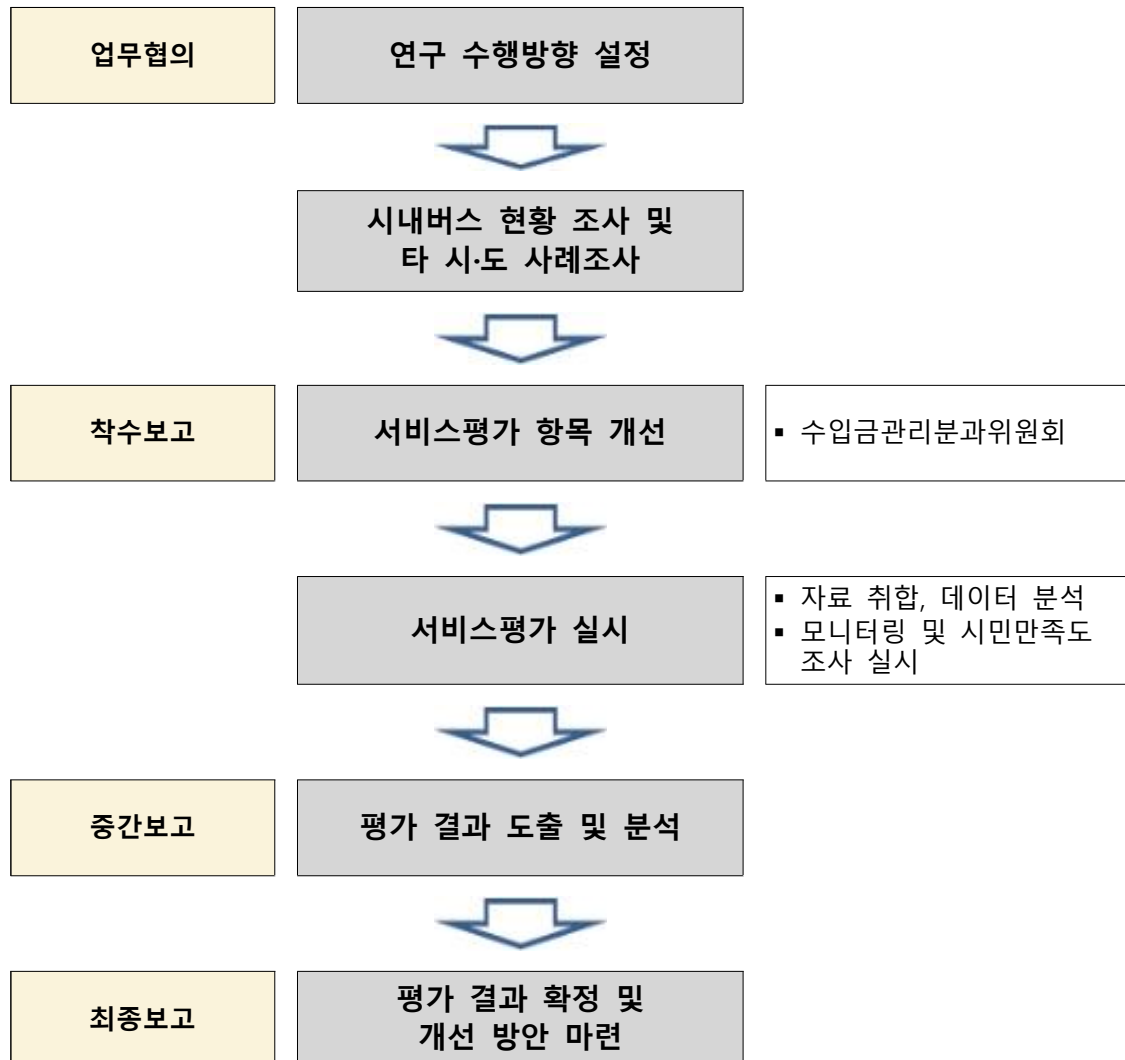 업무협의
연구 수행방향 설정
시내버스 현황 조사 및
타 시·도 사례조사
착수보고
서비스평가 항목 개선
▪ 수입금관리분과위원회
서비스평가 실시
▪ 자료 취합, 데이터 분석
▪ 모니터링 및 시민만족도
조사 실시
중간보고
평가 결과 도출 및 분석
최종보고
평가 결과 확정 및
개선 방안 마련